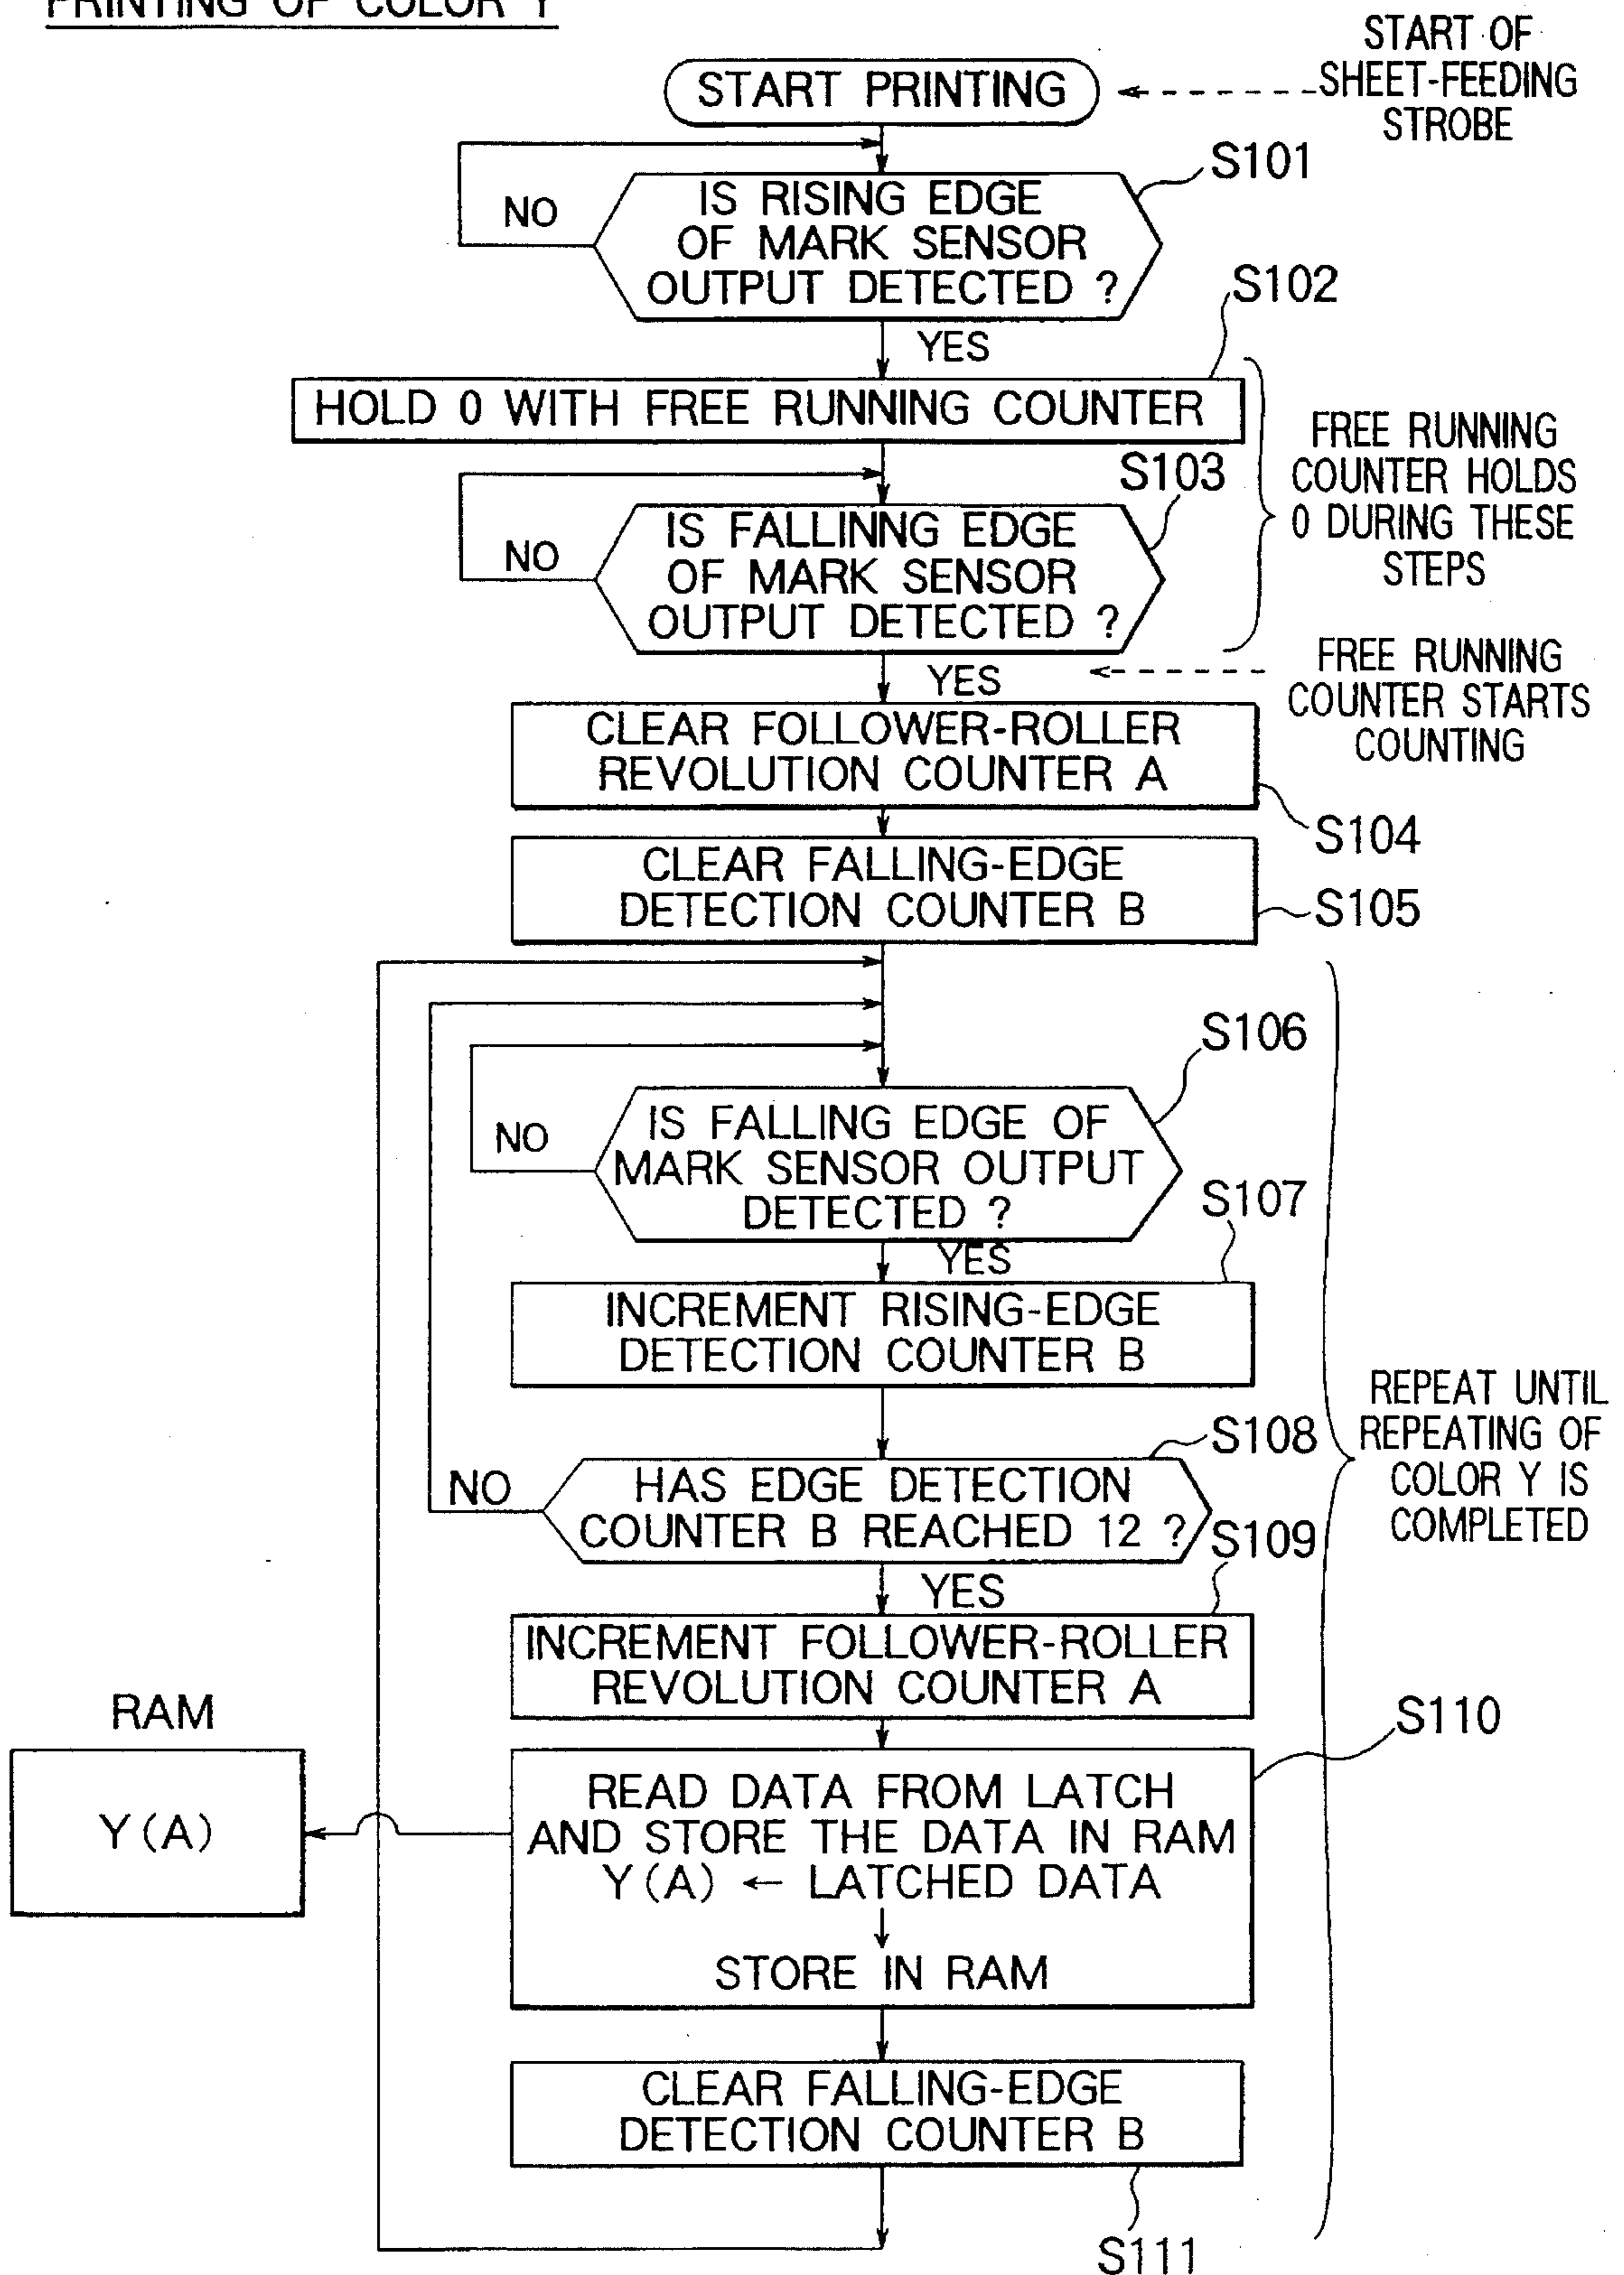 PRINTING OF COLOR Y
START OF
SHEET-FEEDING
STROBE
START PRINTING
S101
IS RISING EDGE
OF MARK SENSOR
OUTPUT DETECTED ?
NO
YES
S102
HOLD 0 WITH FREE RUNNING COUNTER
FREE RUNNING
COUNTER HOLDS
0 DURING THESE
STEPS
S103
IS FALLINNG EDGE
OF MARK SENSOR
OUTPUT DETECTED ?
NO
YES
FREE RUNNING
COUNTER STARTS
COUNTING
CLEAR FOLLOWER-ROLLER
REVOLUTION COUNTER A
S104
CLEAR FALLING-EDGE
DETECTION COUNTER B
S105
S106
IS FALLING EDGE OF
MARK SENSOR OUTPUT
DETECTED ?
NO
YES
S107
INCREMENT RISING-EDGE
DETECTION COUNTER B
REPEAT UNTIL
REPEATING OF
COLOR Y IS
COMPLETED
S108
HAS EDGE DETECTION
COUNTER B REACHED 12 ?
NO
YES
S109
INCREMENT FOLLOWER-ROLLER
REVOLUTION COUNTER A
S110
RAM
Y(A)
READ DATA FROM LATCH
AND STORE THE DATA IN RAM
Y(A) ← LATCHED DATA
↓
STORE IN RAM
CLEAR FALLING-EDGE
DETECTION COUNTER B
S111